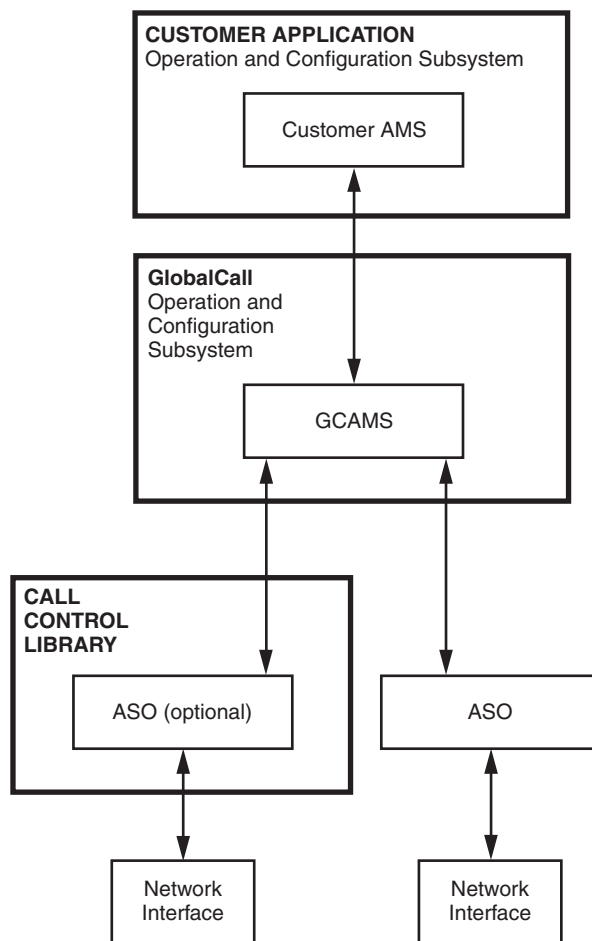 CUSTOMER APPLICATION
Operation and Configuration Subsystem
Customer AMS
GlobalCall
Operation and
Configuration
Subsystem
GCAMS
CALL
CONTROL
LIBRARY
ASO (optional)
ASO
Network
Interface
Network
Interface